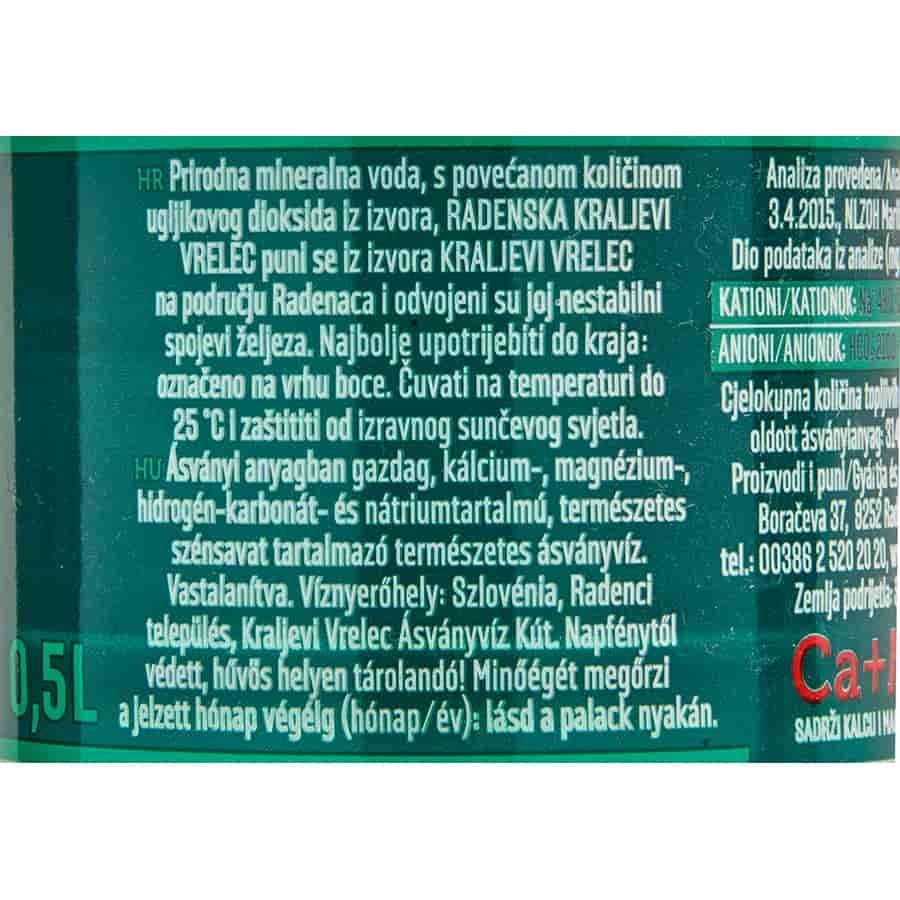 HR Prirodna mineralna voda, s povećanom količinom
ugljikovog dioksida iz izvora, RADENSKA KRALJEVI
VRELEC puni se iz izvora KRALJEVI VRELEC
na području Radenaca i odvojeni su joj nestabilni
spojevi željeza. Najbolje upotrijebiti do kraja:
označeno na vrhu boce. Čuvati na temperaturi do
25 °C i zaštititi od izravnog sunčevog svjetla.
HU Ásványi anyagban gazdag, kálcium-, magnézium-,
hidrogén-karbonát- és nátriumtartalmú, természetes
szénsavat tartalmazó természetes ásványvíz.
Vastalanítva. Víznyerőhely: Szlovénia, Radenci
település, Kraljevi Vrelec Ásványvíz Kút. Napfénytől
védett, hűvös helyen tárolandó! Minőégét megőrzi
a jelzett hónap végéig (hónap/év): lásd a palack nyakán.
0,5L
Analiza provedena/
3.4.2015., NLZOH
Dio podataka iz analize
KATIONI/KATIONOK: Na
ANIONI/ANIONOK:
Cjelokupna količina
oldott ásványianyag:
Proizvodi i puni/Gyártja és
Boračeva 37, 9252
tel.: 00386 2 520 20 20,
Zemlja podrijetla:
Ca+
SADRŽI KALCIJ I